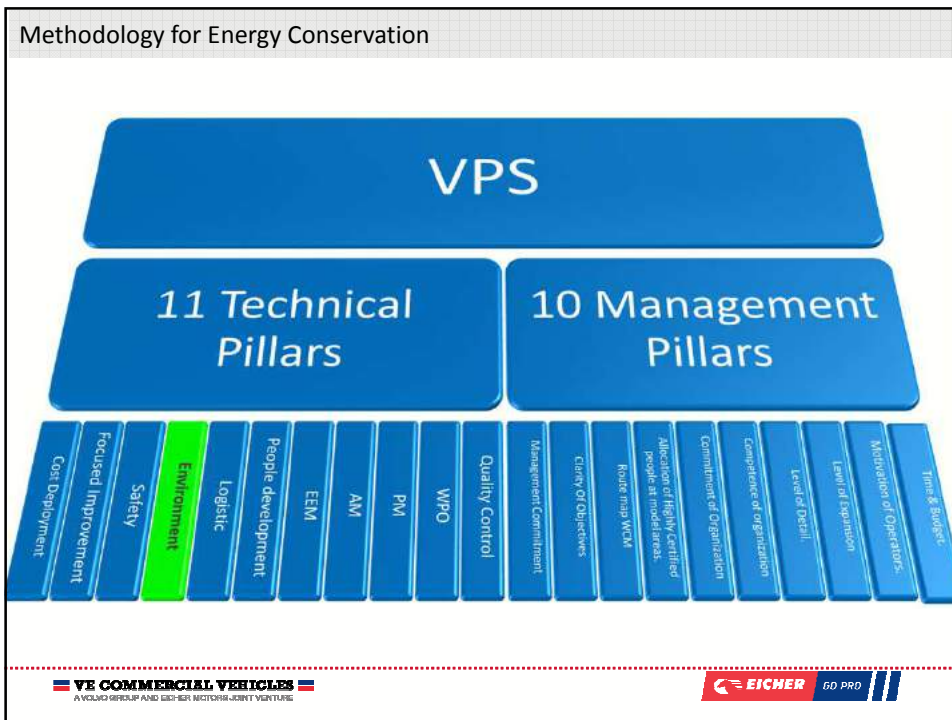 Methodology for Energy Conservation
VPS
11 Technical
Pillars
10 Management
Pillars
Cost Deployment
Focused Improvement
Safety
Environment
Logistic
People development
EEM
AM
PM
WPO
Quality Control
Management Commitment
Clarity Of Objectives
Route map WCM
Allocation of Highly Certified
people at model areas.
Commitment of Organization
Competence of organization
Level of Detail.
Level of Expansion
Motivation of Operators.
Time & Budget.
VE COMMERCIAL VEHICLES
A VOLVO GROUP AND EICHER MOTORS JOINT VENTURE
EICHER GO PRO